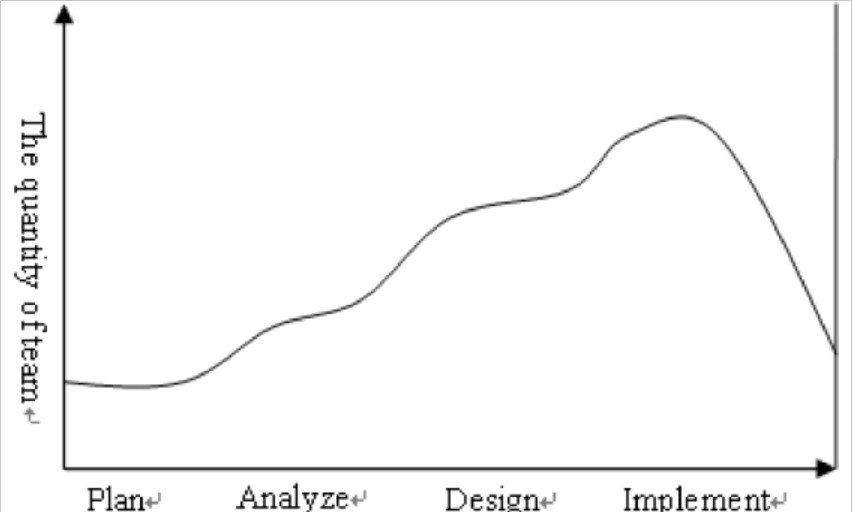 The quantity of team↵
Plan↵
Analyze↵
Design↵
Implement↵